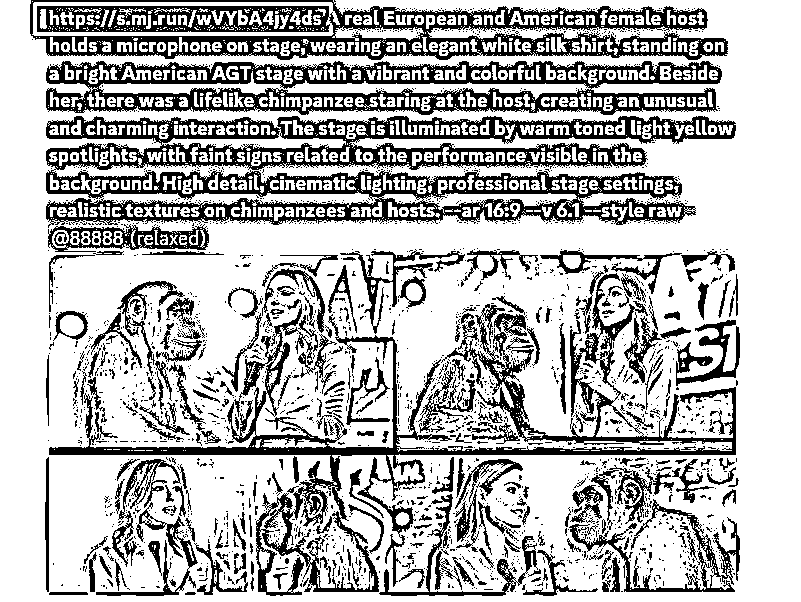 https://s.mj.run/wVYbA4jy4ds A real European and American female host
holds a microphone on stage, wearing an elegant white silk shirt, standing on
a bright American AGT stage with a vibrant and colorful background. Beside
her, there was a lifelike chimpanzee staring at the host, creating an unusual
and charming interaction. The stage is illuminated by warm toned light yellow
spotlights, with faint signs related to the performance visible in the
background. High detail, cinematic lighting, professional stage settings,
realistic textures on chimpanzees and hosts. --ar 16:9 --v 6.1 --style raw -
@88888 (relaxed)